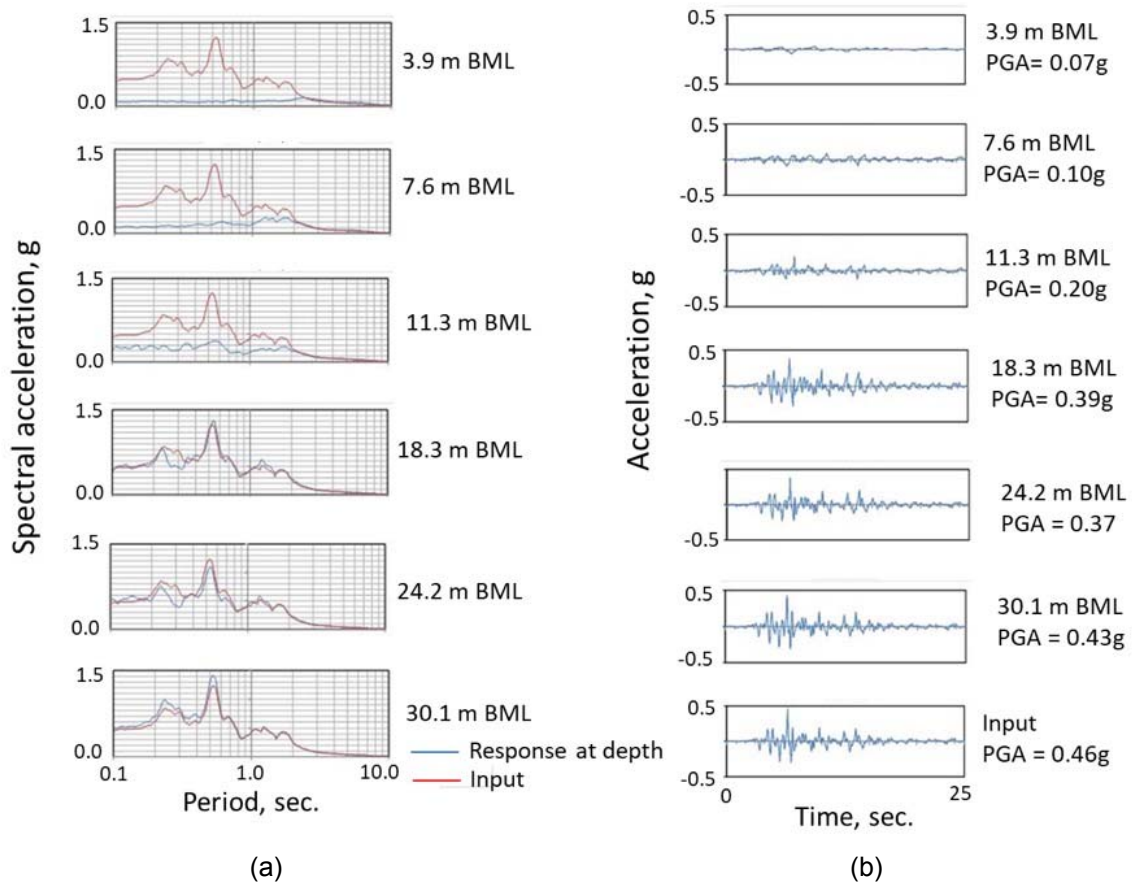 Spectral acceleration, g
1.5
0.0
3.9 m BML
1.5
0.0
7.6 m BML
1.5
0.0
11.3 m BML
1.5
0.0
18.3 m BML
1.5
0.0
24.2 m BML
1.5
0.0
30.1 m BML
Response at depth
Input
0.1
1.0
10.0
Period, sec.
(a)
Acceleration, g
0.5
-0.5
3.9 m BML
PGA= 0.07g
0.5
-0.5
7.6 m BML
PGA= 0.10g
0.5
-0.5
11.3 m BML
PGA= 0.20g
0.5
-0.5
18.3 m BML
PGA= 0.39g
0.5
-0.5
24.2 m BML
PGA = 0.37
0.5
-0.5
30.1 m BML
PGA = 0.43g
0.5
-0.5
Input
PGA = 0.46g
0
25
Time, sec.
(b)